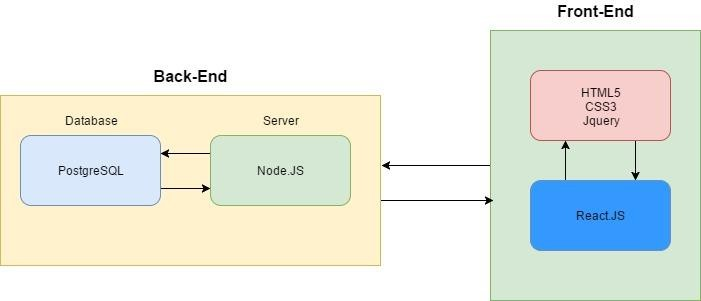 Front-End
Back-End
HTML5
CSS3
Jquery
Database
Server
PostgreSQL
Node.JS
React.JS